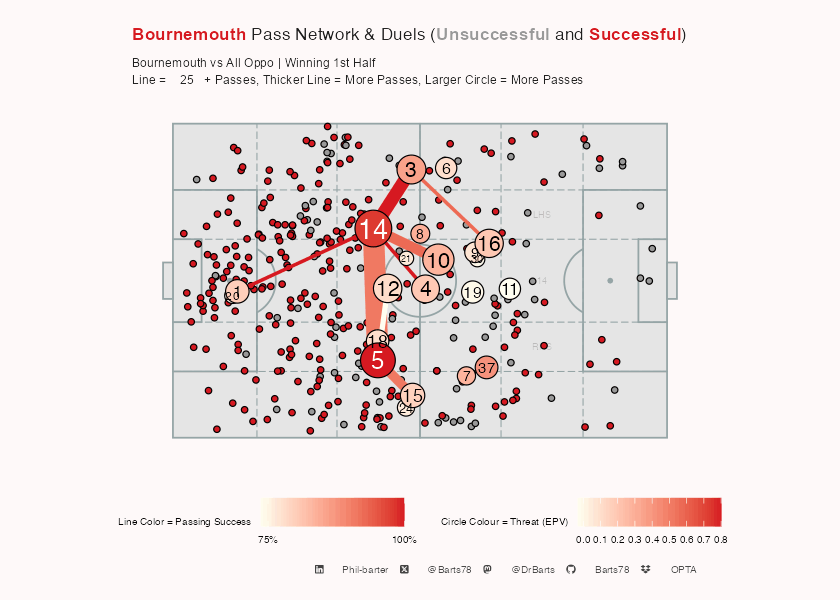 Bournemouth Pass Network & Duels (Unsuccessful and Successful)
Bournemouth vs All Oppo | Winning 1st Half
Line = 25 + Passes, Thicker Line = More Passes, Larger Circle = More Passes
3
6
LHS
14
8
16
21
10
1
20
12
4
19
11
18
5
37
7
15
24
Line Color = Passing Success
75% 100%
Circle Colour = Threat (EPV)
0.0 0.1 0.2 0.3 0.4 0.5 0.6 0.7 0.8
Phil-barter @Barts78 @DrBarts Barts78 OPTA